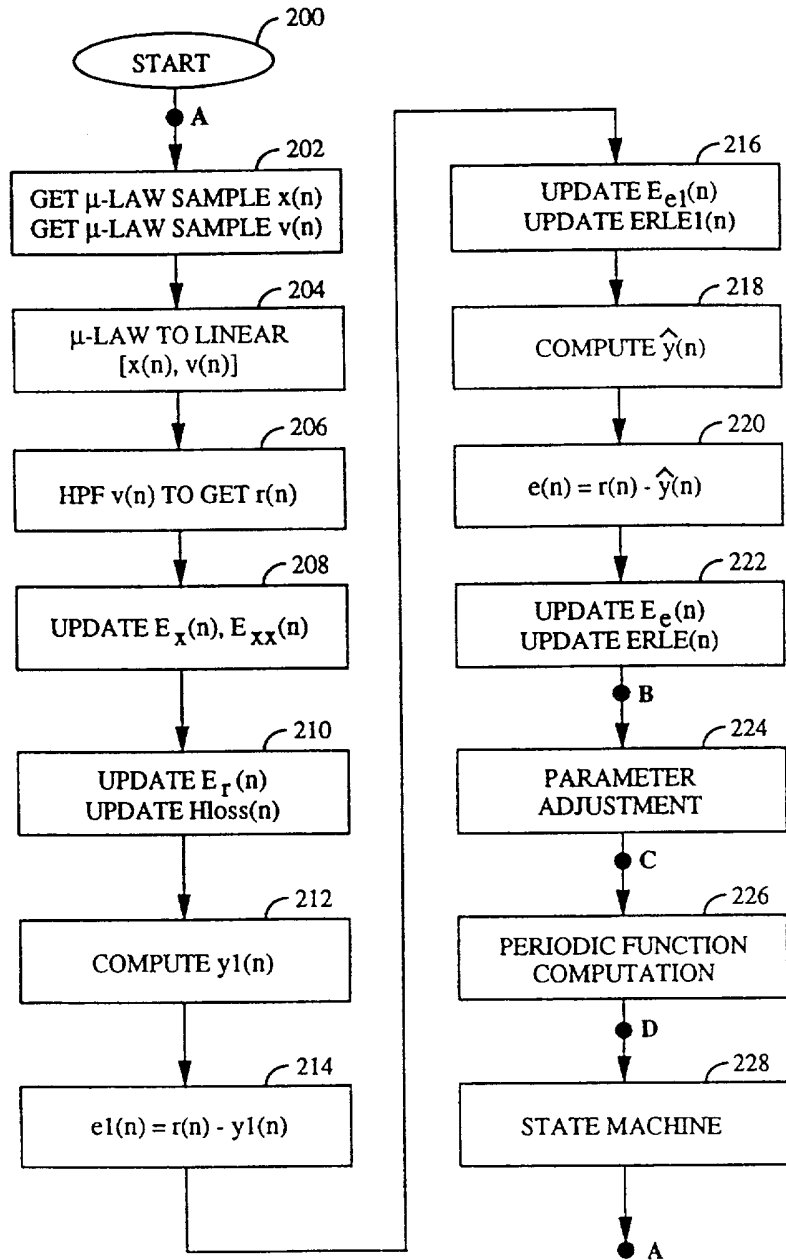 200
START
A
202
GET μ-LAW SAMPLE x(n)
GET μ-LAW SAMPLE v(n)
204
μ-LAW TO LINEAR
[x(n), v(n)]
206
HPF v(n) TO GET r(n)
208
UPDATE E_x(n), E_xx(n)
210
UPDATE E_r(n)
UPDATE Hloss(n)
212
COMPUTE y1(n)
214
e1(n) = r(n) - y1(n)
216
UPDATE E_e1(n)
UPDATE ERLE1(n)
218
COMPUTE ŷ(n)
220
e(n) = r(n) - ŷ(n)
222
UPDATE E_e(n)
UPDATE ERLE(n)
B
224
PARAMETER
ADJUSTMENT
C
226
PERIODIC FUNCTION
COMPUTATION
D
228
STATE MACHINE
A